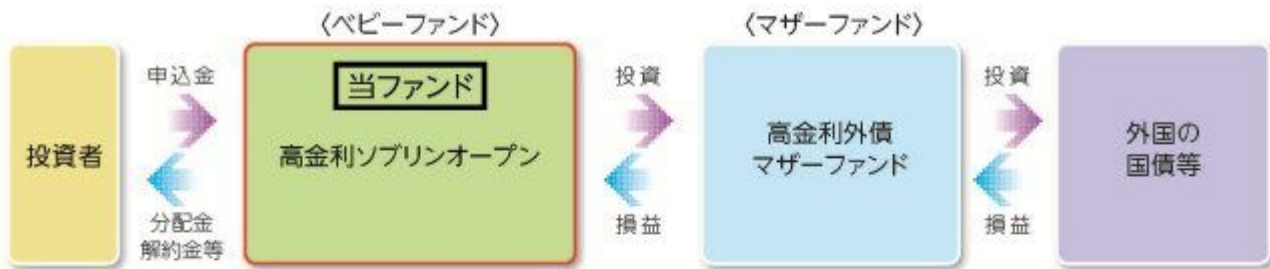 〈ベビーファンド〉
〈マザーファンド〉
投資者
申込金
分配金
解約金等
当ファンド
高金利ソブリンオープン
投資
損益
高金利外債
マザーファンド
投資
損益
外国の
国債等